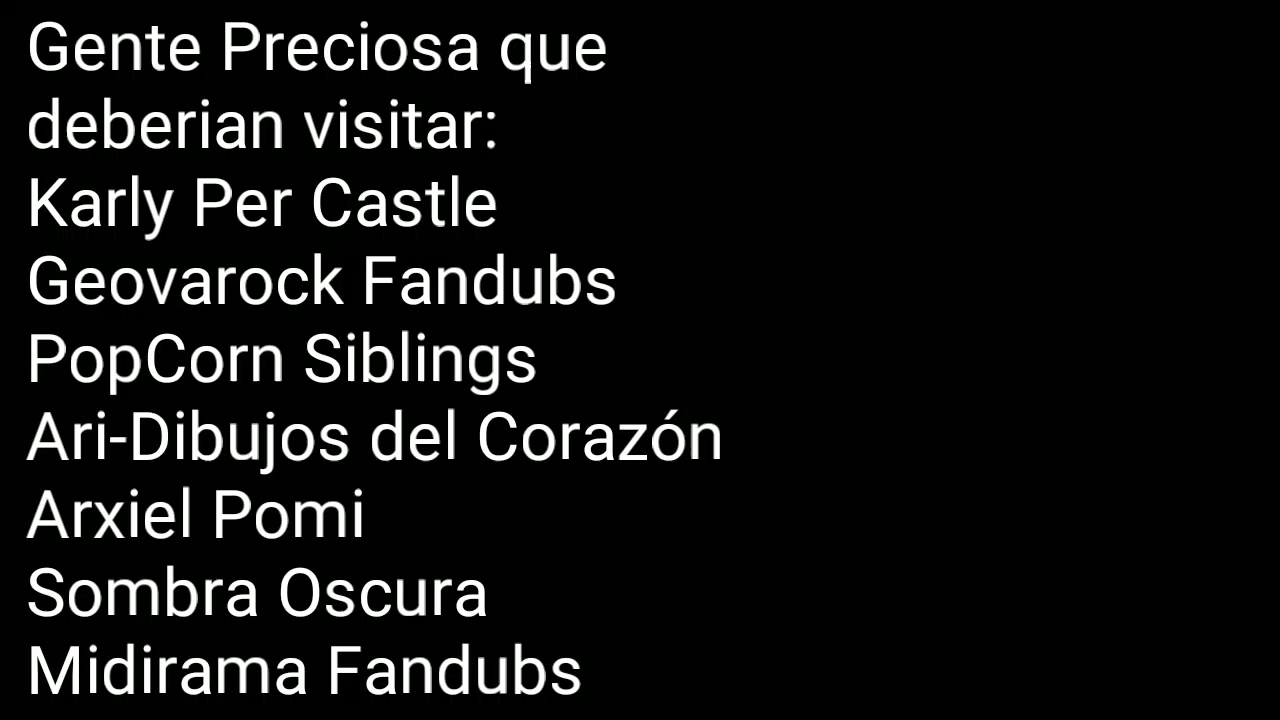 Gente Preciosa que
deberian visitar:
Karly Per Castle
Geovarock Fandubs
PopCorn Siblings
Ari-Dibujos del Corazón
Arxiel Pomi
Sombra Oscura
Midirama Fandubs